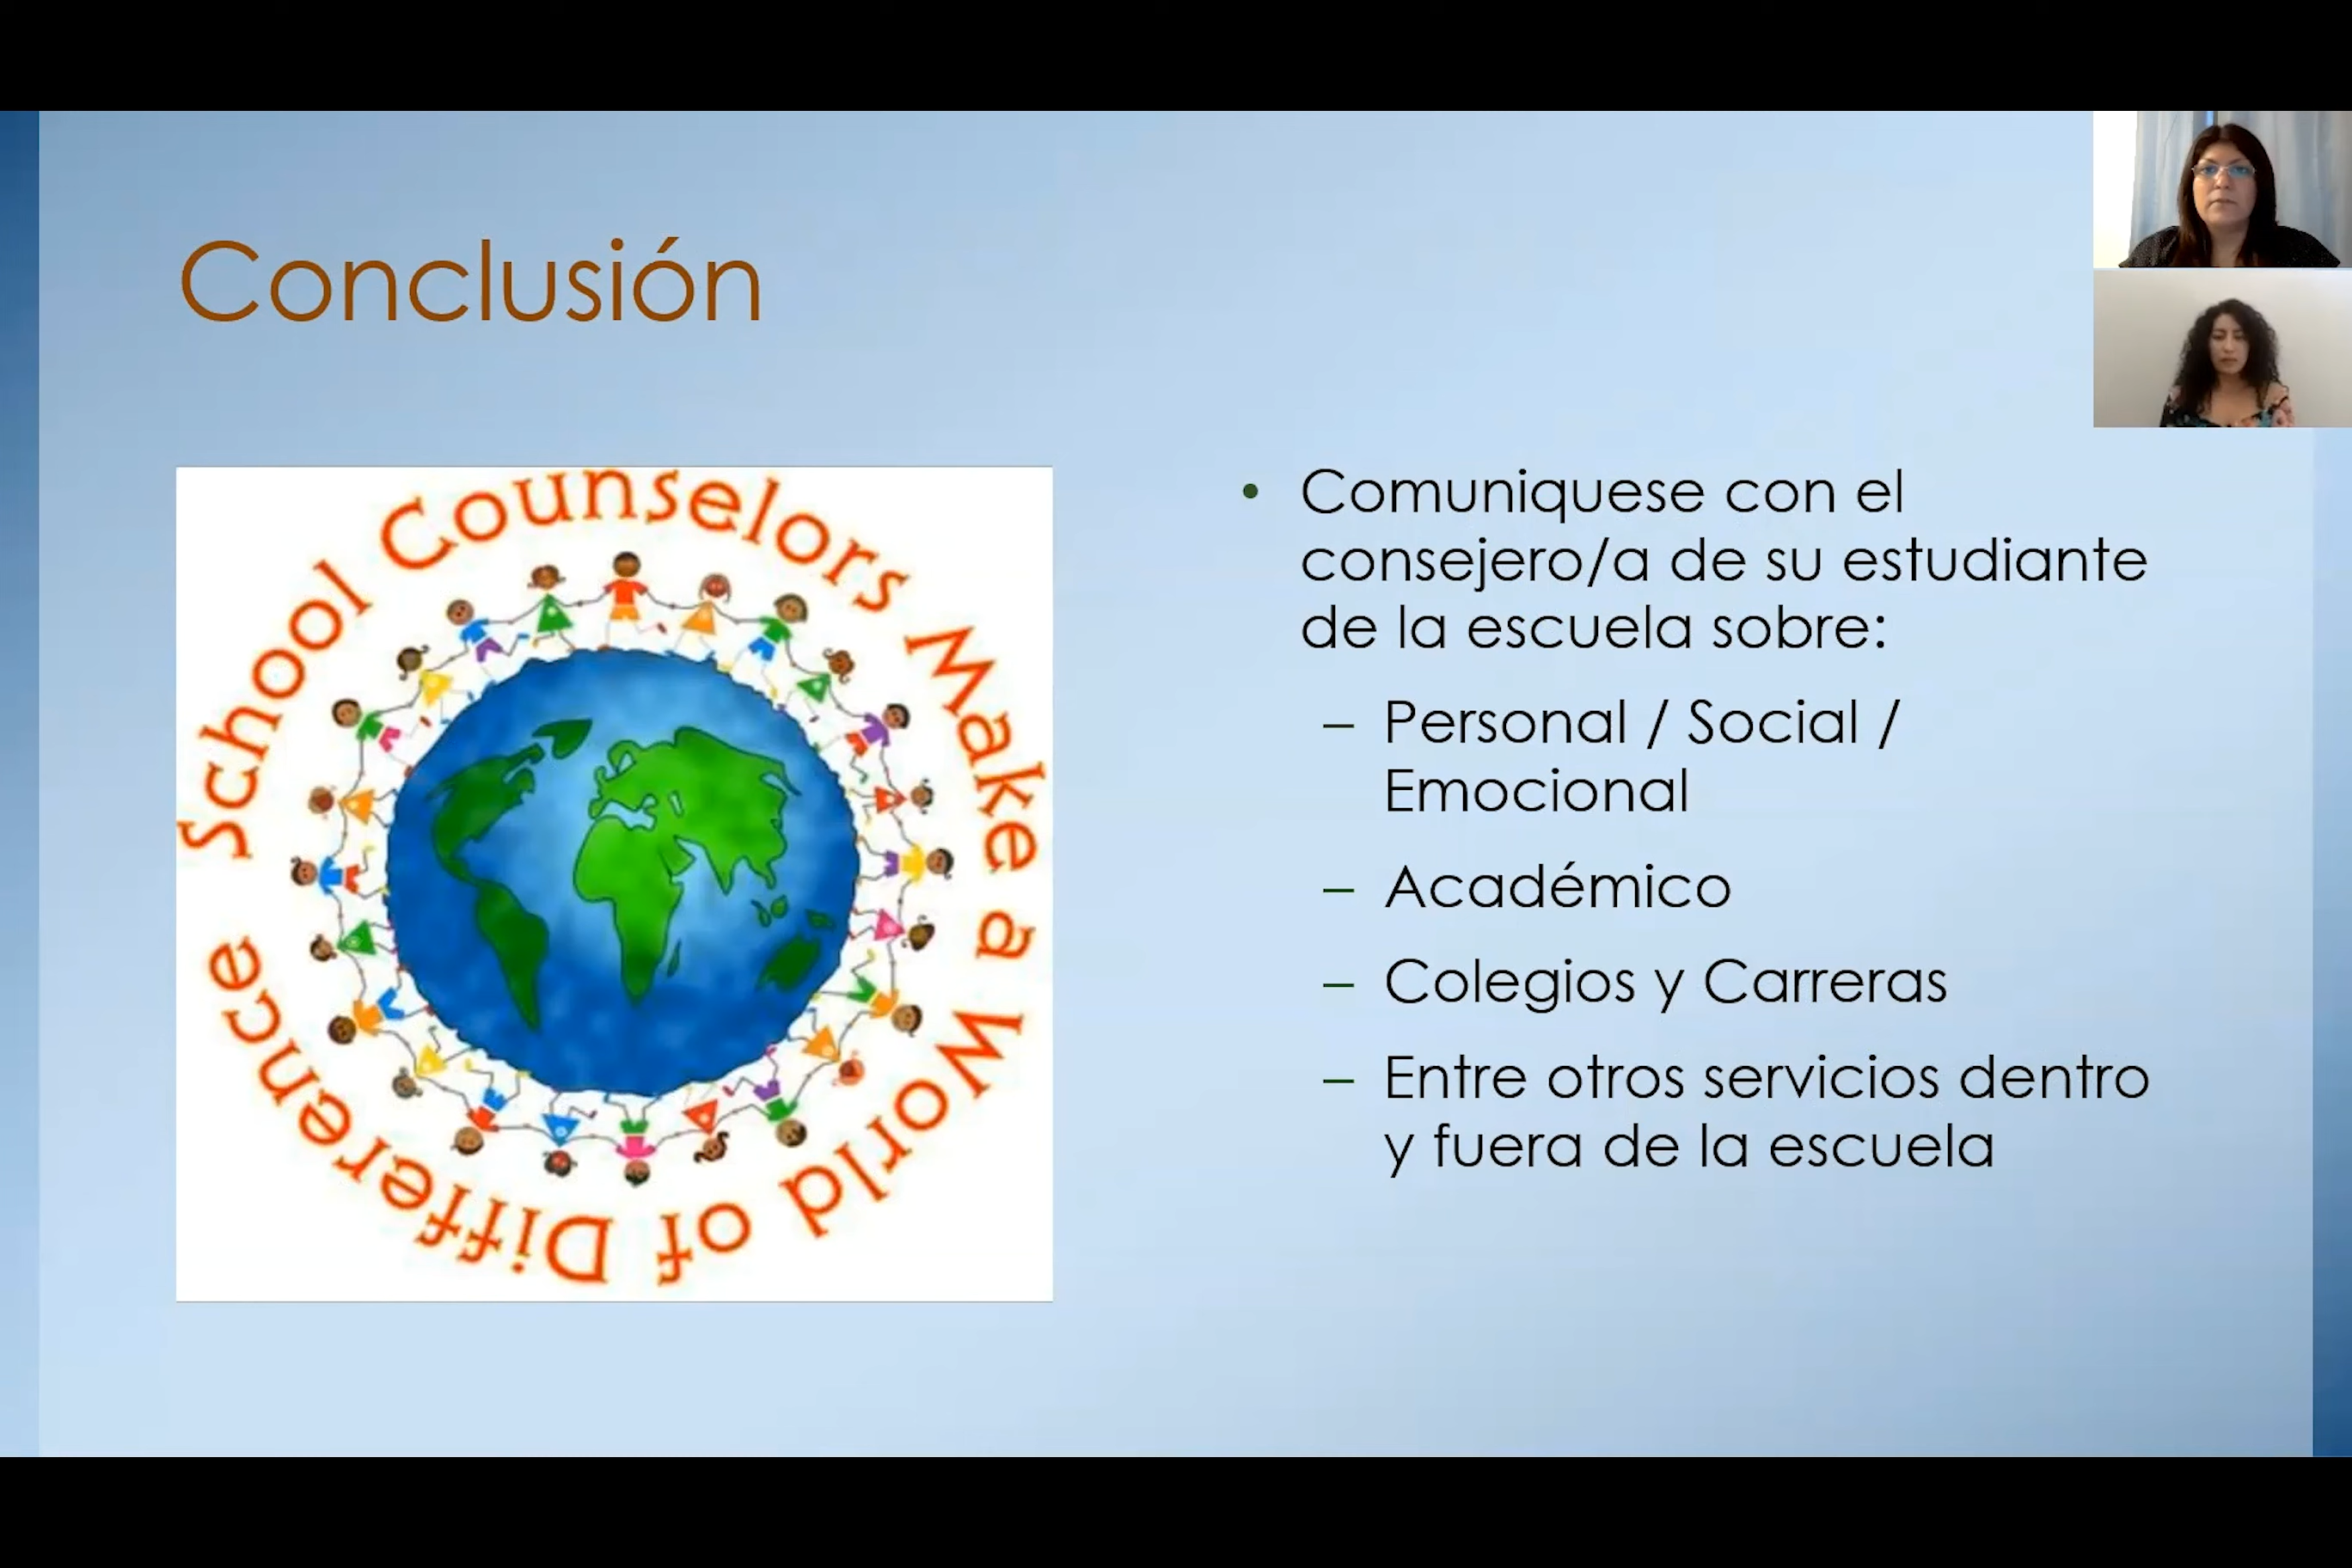 Conclusión
School Counselors Make a World of Difference
• Comuniquese con el
consejero/a de su estudiante
de la escuela sobre:
– Personal / Social /
Emocional
– Académico
– Colegios y Carreras
– Entre otros servicios dentro
y fuera de la escuela